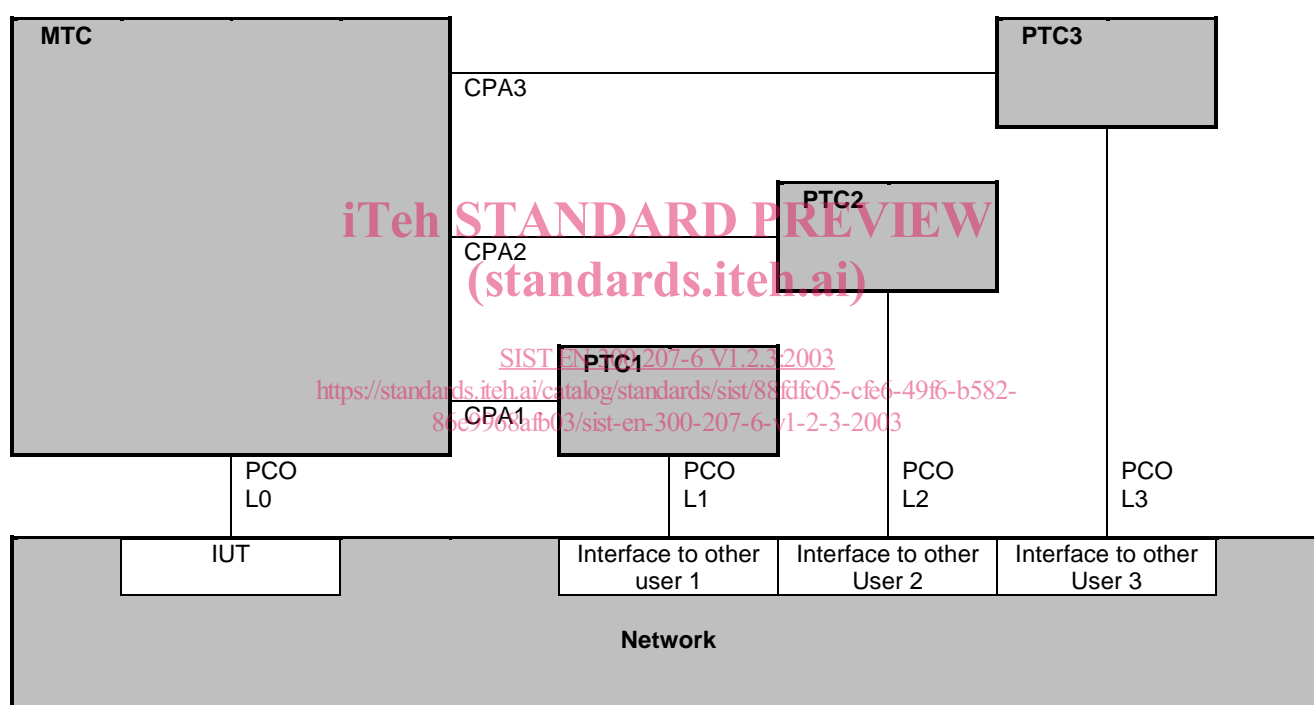 MTC
PTC3
CPA3
PTC2
iTeh STANDARD PREVIEW
CPA2
(standards.iteh.ai)
SIST EN 300 207-6 V1.2.3:2003
PTC1
https://standards.iteh.ai/catalog/standards/sist/88fdfc05-cfe6-49f6-b582-
CPA1
86e9968afb03/sist-en-300-207-6-v1-2-3-2003
PCO
L0
PCO
L1
PCO
L2
PCO
L3
IUT
Interface to other
user 1
Interface to other
User 2
Interface to other
User 3
Network